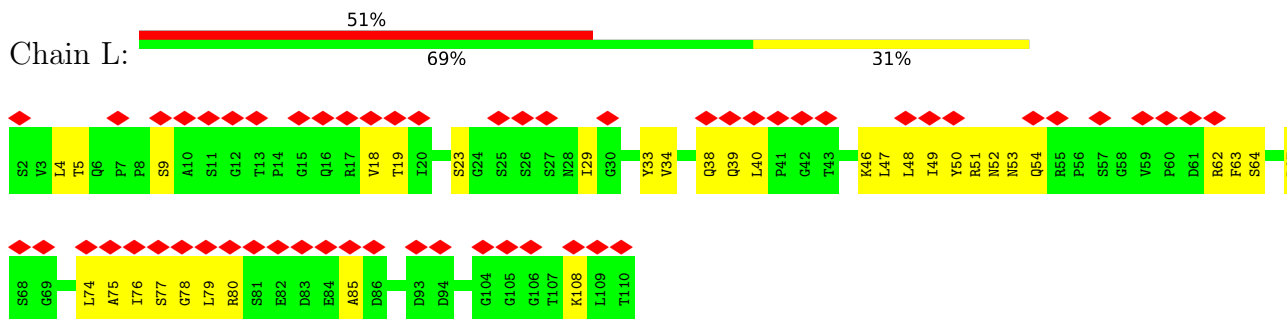 51%
Chain L:
69% 31%
S2 V3 L4 T5 Q6 P7 P8 S9 A10 S11 G12 T13 P14 G15 Q16 R17 V18 T19 I20 S23 G24 S25 S26 S27 N28 I29 G30 Y33 V34 Q38 Q39 L40 P41 G42 T43 K46 L47 L48 I49 Y50 R51 N52 N53 Q54 R55 P56 S57 G58 V59 P60 D61 R62 F63 S64
S68 G69 L74 A75 I76 S77 G78 L79 R80 S81 E82 D83 E84 A85 D86 D93 D94 G104 G105 G106 T107 K108 L109 T110